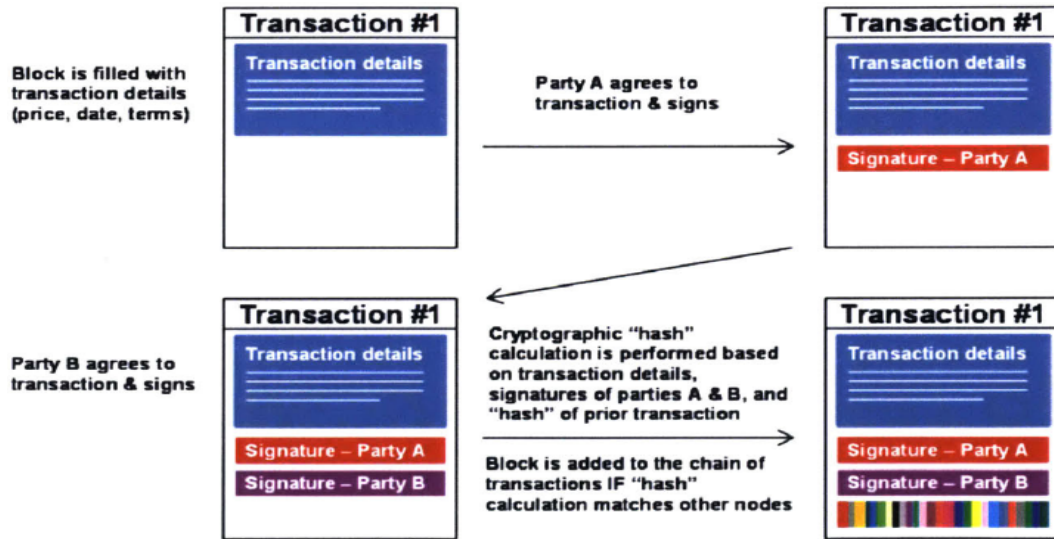 Transaction #1
Transaction details
Block is filled with
transaction details
(price, date, terms)
Party A agrees to
transaction & signs
Transaction #1
Transaction details
Signature – Party A
Transaction #1
Transaction details
Signature – Party A
Signature – Party B
Party B agrees to
transaction & signs
Cryptographic “hash”
calculation is performed based
on transaction details,
signatures of parties A & B, and
“hash” of prior transaction
Block is added to the chain of
transactions IF “hash”
calculation matches other nodes
Transaction #1
Transaction details
Signature – Party A
Signature – Party B